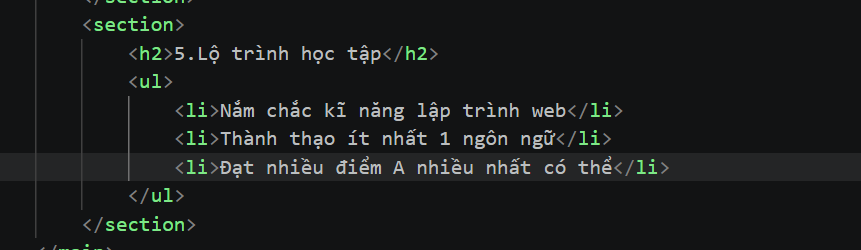 <section>
<h2>5.Lộ trình học tập</h2>
<ul>
<li>Nắm chắc kĩ năng lập trình web</li>
<li>Thành thạo ít nhất 1 ngôn ngữ</li>
<li>Đạt nhiều điểm A nhiều nhất có thể</li>
</ul>
</section>